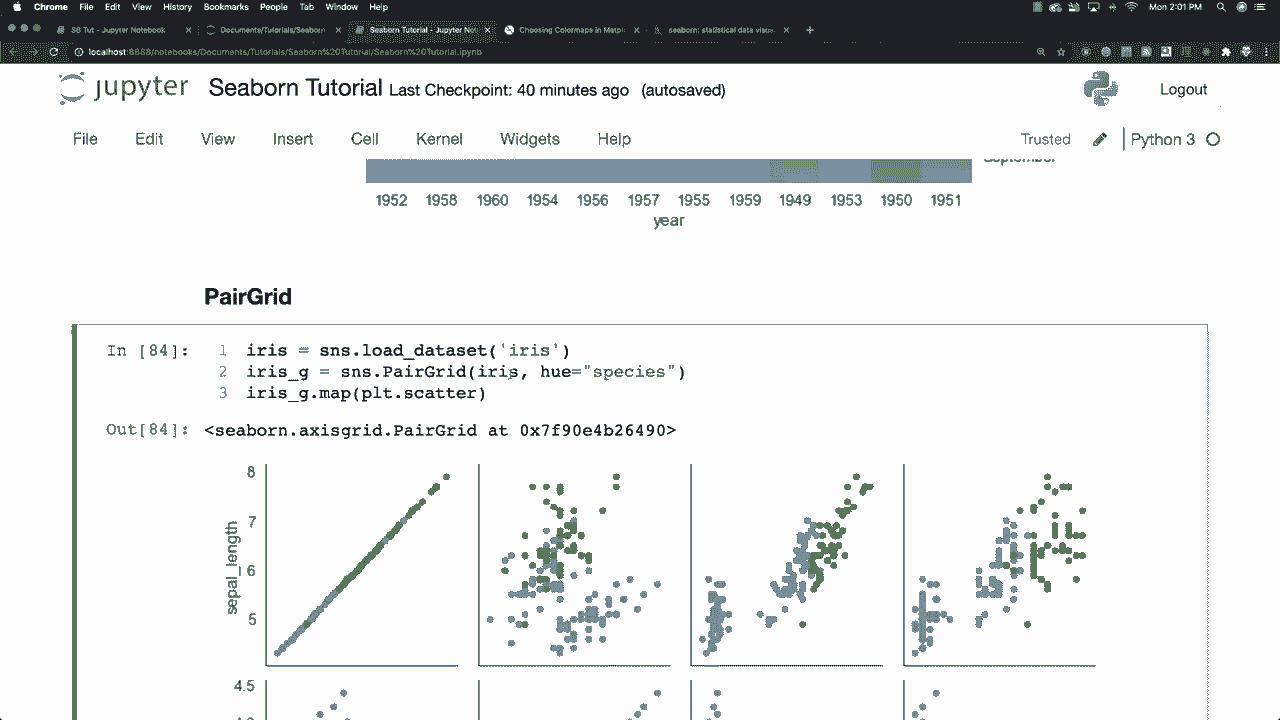 Chrome File Edit View History Bookmarks People Tab Window Help Mon 2:01 PM
SB Tut - Jupyter Notebook Documents/Tutorials/Seaborn Seaborn Tutorial - Jupyter Not Choosing Colormaps in Matpl seaborn: statistical data visua
localhost:8888/notebooks/Documents/Tutorials/Seaborn%20Tutorial/Seaborn%20Tutorial.ipynb
jupyter Seaborn Tutorial Last Checkpoint: 40 minutes ago (autosaved) Logout
File Edit View Insert Cell Kernel Widgets Help Trusted Python 3
September
1952 1958 1960 1954 1956 1957 1955 1959 1949 1953 1950 1951
year
PairGrid
In [84]: 1 iris = sns.load_dataset('iris')
2 iris_g = sns.PairGrid(iris, hue="species")
3 iris_g.map(plt.scatter)
Out[84]: <seaborn.axisgrid.PairGrid at 0x7f90e4b26490>
8
7
6
5
sepal_length
4.5